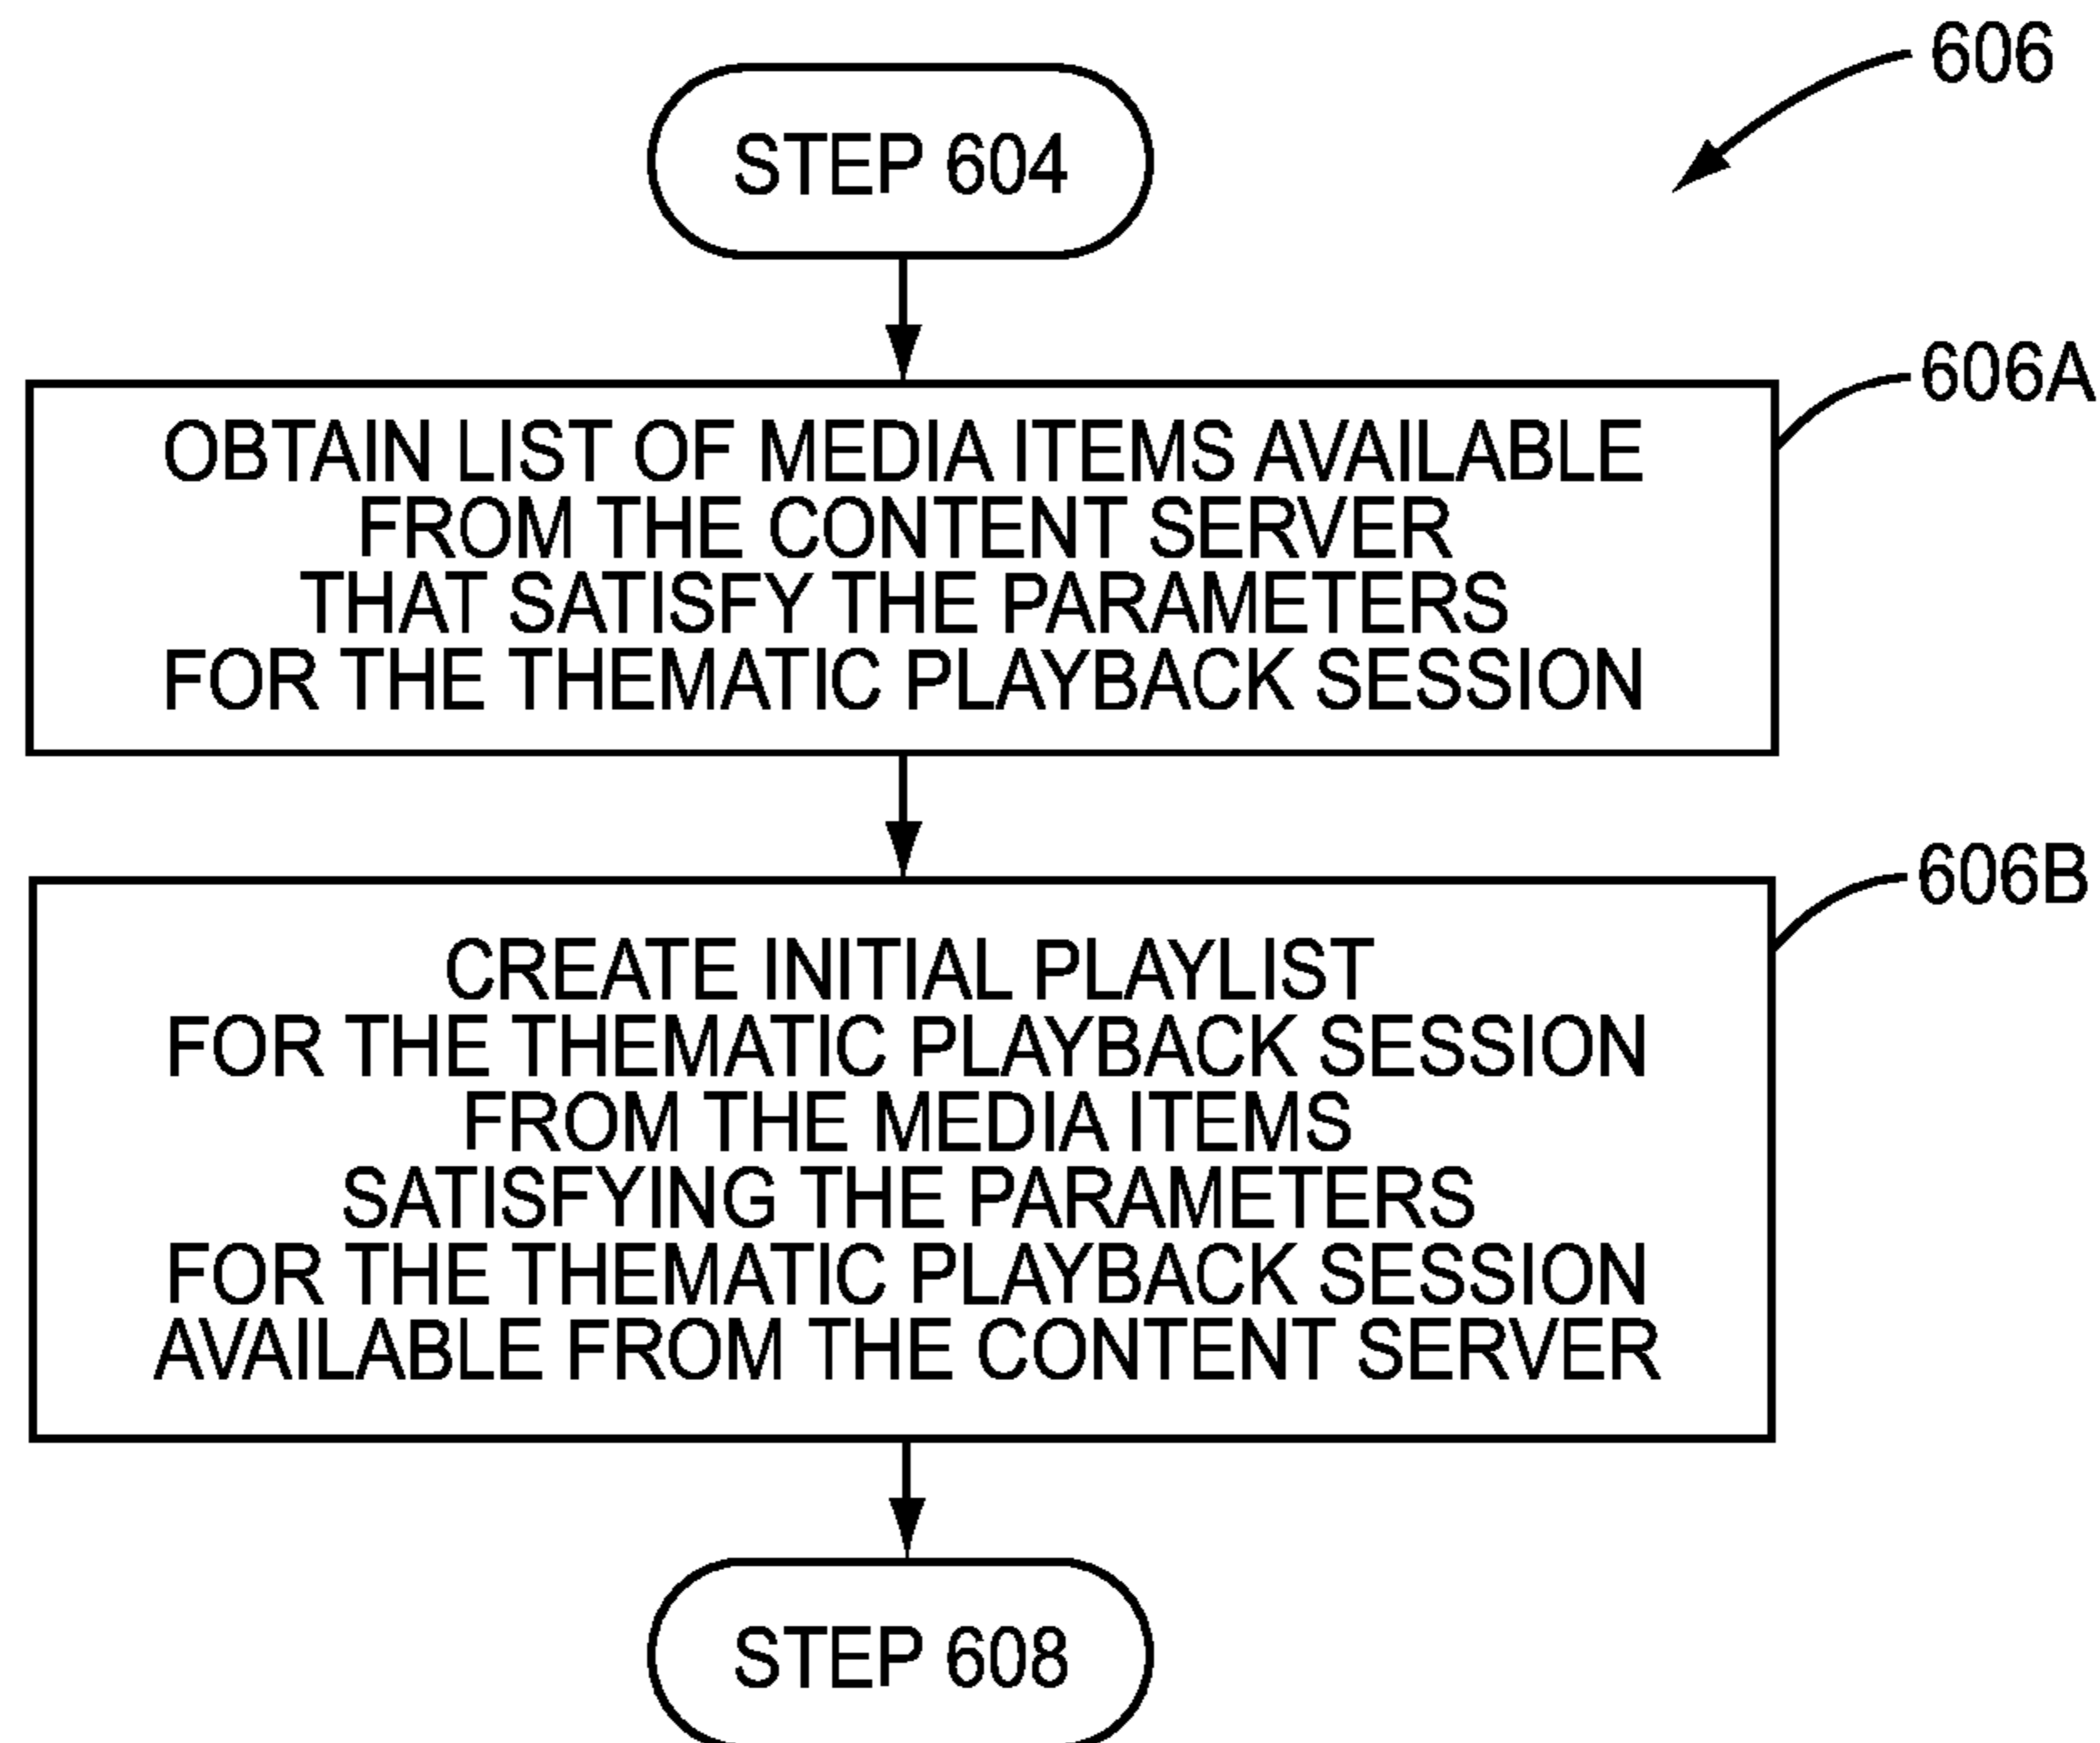 606
STEP 604
606A
OBTAIN LIST OF MEDIA ITEMS AVAILABLE
FROM THE CONTENT SERVER
THAT SATISFY THE PARAMETERS
FOR THE THEMATIC PLAYBACK SESSION
606B
CREATE INITIAL PLAYLIST
FOR THE THEMATIC PLAYBACK SESSION
FROM THE MEDIA ITEMS
SATISFYING THE PARAMETERS
FOR THE THEMATIC PLAYBACK SESSION
AVAILABLE FROM THE CONTENT SERVER
STEP 608